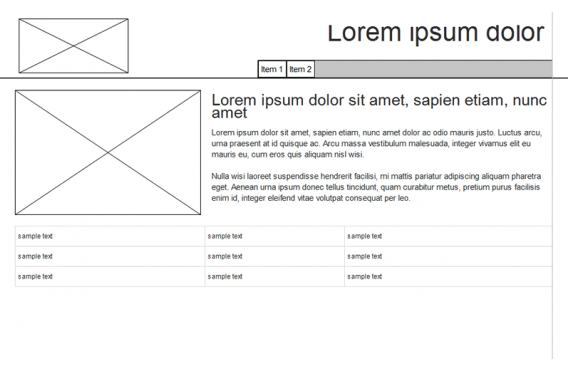 Lorem ipsum dolor
Item 1 Item 2
Lorem ipsum dolor sit amet, sapien etiam, nunc
amet
Lorem ipsum dolor sit amet, sapien etiam, nunc amet dolor ac odio mauris justo. Luctus arcu,
urna praesent at id quisque ac. Arcu massa vestibulum malesuada, integer vivamus elit eu
mauris eu, cum eros quis aliquam nisl wisi.
Nulla wisi laoreet suspendisse hendrerit facilisi, mi mattis pariatur adipiscing aliquam pharetra
eget. Aenean urna ipsum donec tellus tincidunt, quam curabitur metus, pretium purus facilisis
enim id, integer eleifend vitae volutpat consequat per leo.
sample text sample text sample text
sample text sample text sample text
sample text sample text sample text